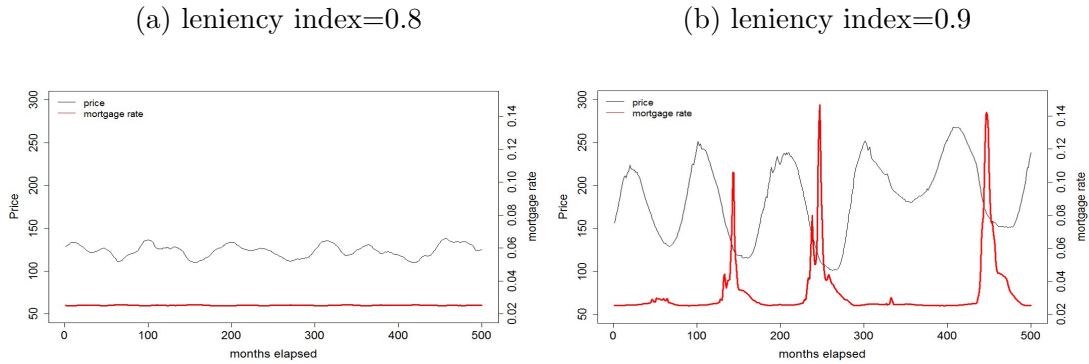 (a) leniency index=0.8
price
mortgage rate
300
250
200
150
100
50
Price
0.14
0.12
0.10
0.08
0.06
0.04
0.02
mortgage rate
0 100 200 300 400 500
months elapsed
(b) leniency index=0.9
price
mortgage rate
300
250
200
150
100
50
Price
0.14
0.12
0.10
0.08
0.06
0.04
0.02
mortgage rate
0 100 200 300 400 500
months elapsed